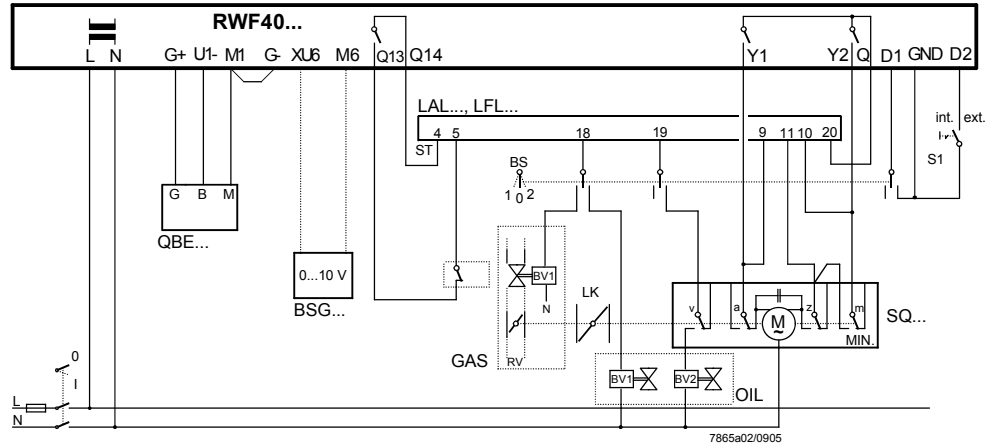 RWF40...
L N G+ U1- M1 G- XU6 M6 Q13 Q14 Y1 Y2 Q D1 GND D2
LAL..., LFL...
int. ext.
4 5 18 19 9 11 10 20
ST
S1
BS
1 0 2
G B M
QBE...
0...10 V
BSG...
BV1
N
LK
v a z m
M
~
SQ...
MIN.
GAS
RV
0
I
BV1
BV2
OIL
L
N
7865a02/0905